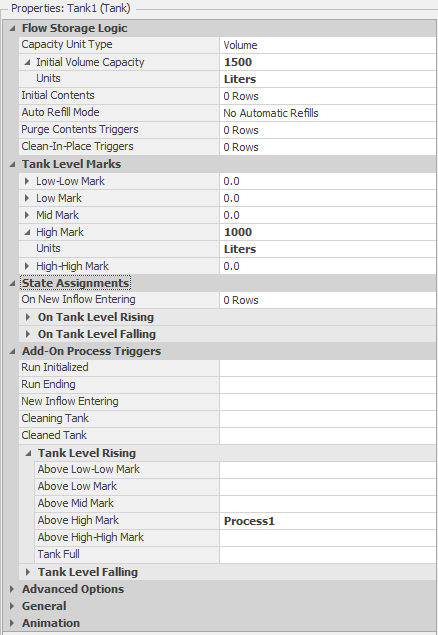 Properties: Tank1 (Tank)
Flow Storage Logic
Capacity Unit Type Volume
Initial Volume Capacity 1500
Units Liters
Initial Contents 0 Rows
Auto Refill Mode No Automatic Refills
Purge Contents Triggers 0 Rows
Clean-In-Place Triggers 0 Rows
Tank Level Marks
Low-Low Mark 0.0
Low Mark 0.0
Mid Mark 0.0
High Mark 1000
Units Liters
High-High Mark 0.0
State Assignments
On New Inflow Entering 0 Rows
On Tank Level Rising
On Tank Level Falling
Add-On Process Triggers
Run Initialized
Run Ending
New Inflow Entering
Cleaning Tank
Cleaned Tank
Tank Level Rising
Above Low-Low Mark
Above Low Mark
Above Mid Mark
Above High Mark Process1
Above High-High Mark
Tank Full
Tank Level Falling
Advanced Options
General
Animation